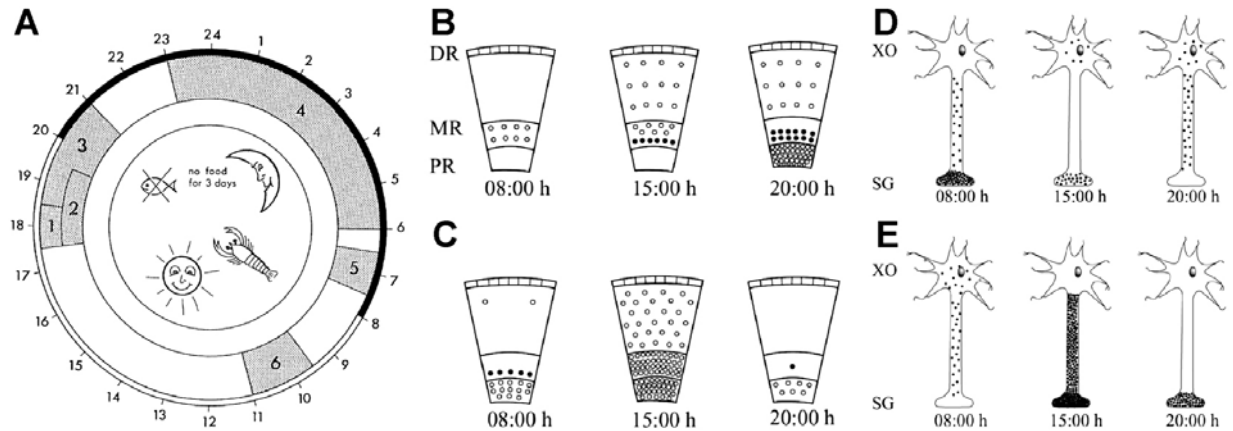 A
24
1
2
3
4
5
6
7
8
9
10
11
12
13
14
15
16
17
18
19
20
21
22
23
1
2
3
4
5
6
no food
for 3 days
B
DR
MR
PR
08:00 h
15:00 h
20:00 h
C
08:00 h
15:00 h
20:00 h
D
XO
SG
08:00 h
15:00 h
20:00 h
E
XO
SG
08:00 h
15:00 h
20:00 h